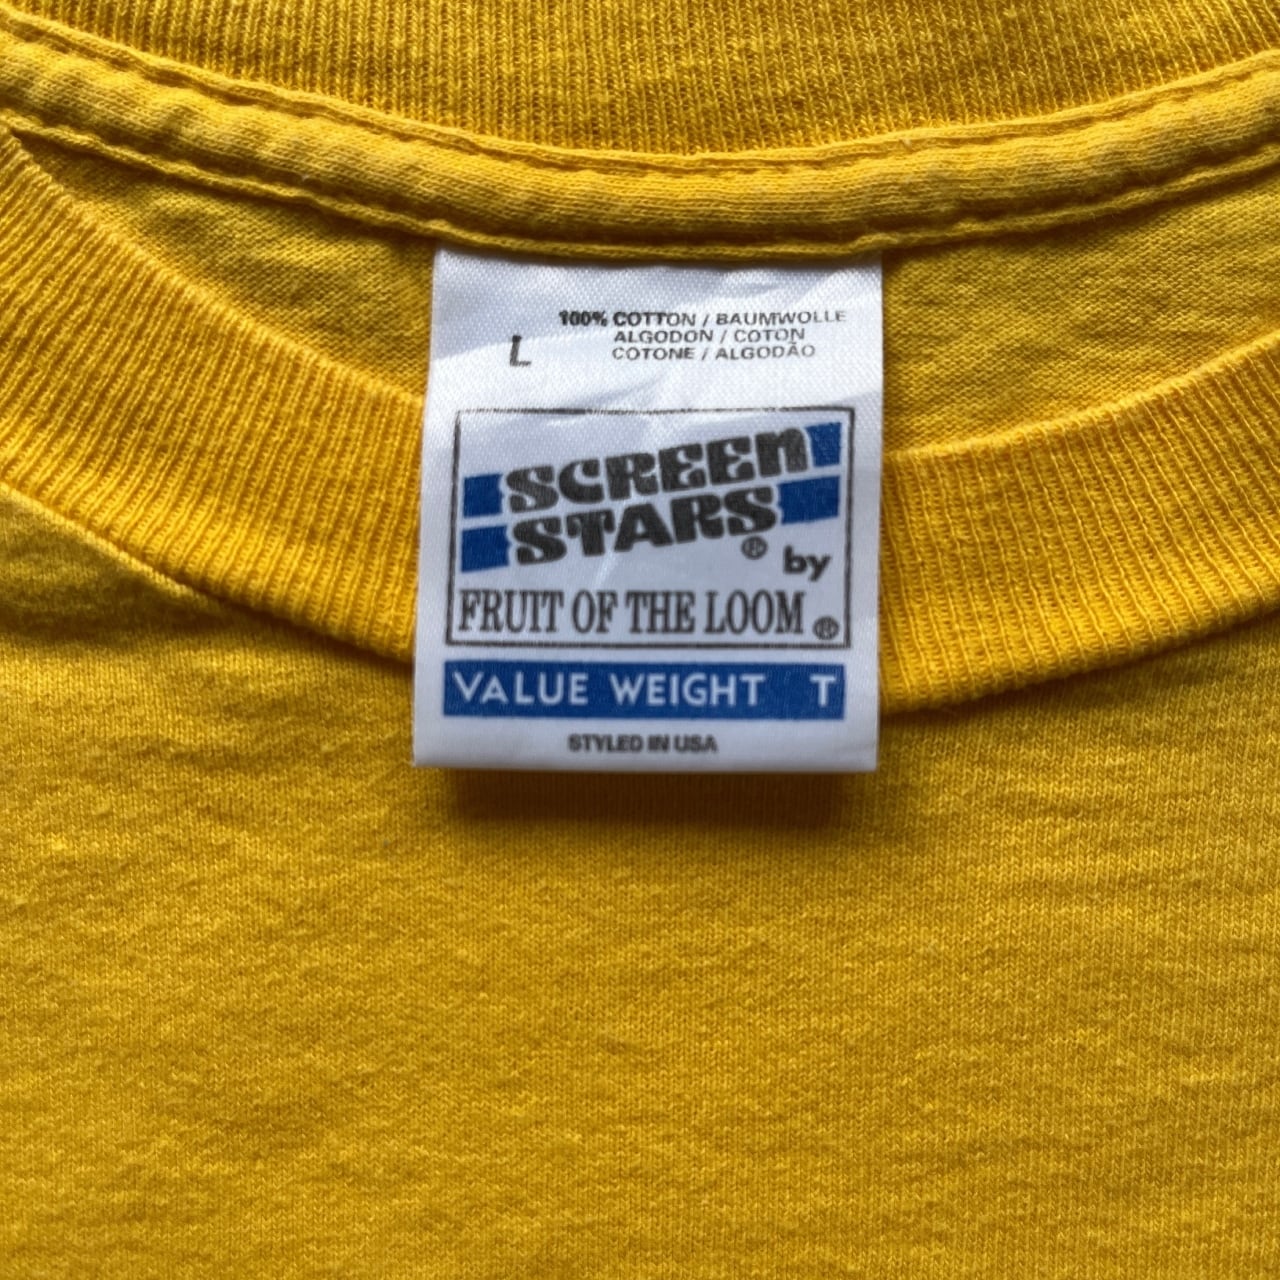 100% COTTON / BAUMWOLLE
L ALGODON / COTON
COTONE / ALGODÃO
SCREEN
STARS® by
FRUIT OF THE LOOM®
VALUE WEIGHT T
STYLED IN USA